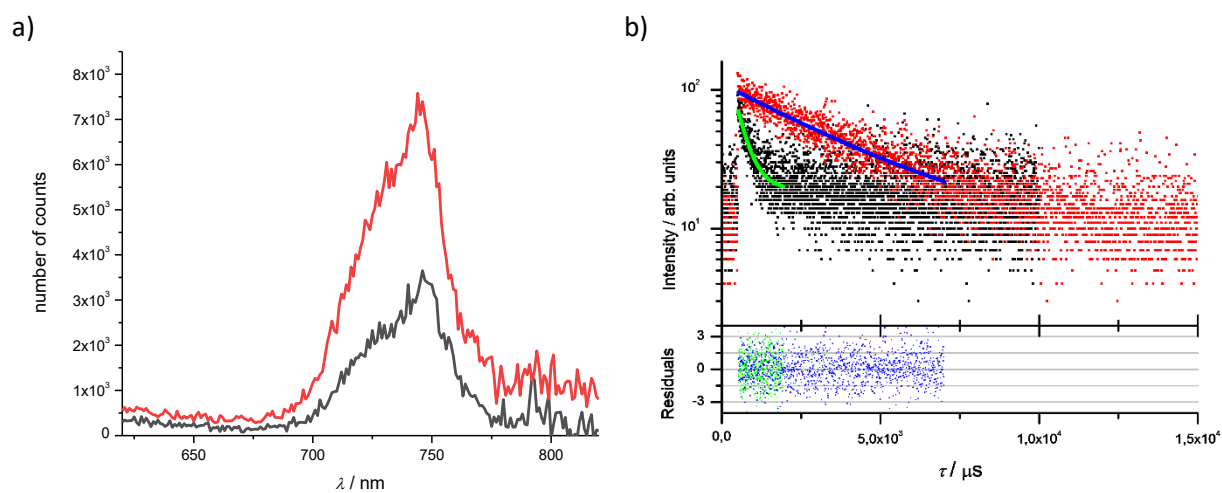 a)
8x10³
7x10³
6x10³
5x10³
4x10³
3x10³
2x10³
1x10³
0
number of counts
650
700
750
800
λ / nm
b)
10²
10¹
Intensity / arb. units
3
0
-3
Residuals
0,0
5,0x10³
1,0x10⁴
1,5x10⁴
τ / μs